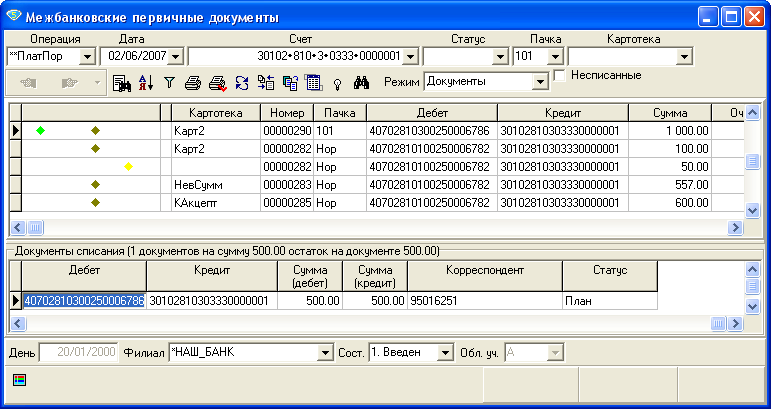 Межбанковские первичные документы
Операция Дата Счет Статус Пачка Картотека
**ПлатПор 02/06/2007 30102•810•3•0333•0000001 101
Режим Документы Несписанные
Картотека Номер Пачка Дебет Кредит Сумма Оч
Карт2 00000290 101 40702810300250006786 30102810303330000001 1 000.00
Карт2 00000282 Нор 40702810100250006782 30102810303330000001 100.00
00000282 Нор 40702810100250006782 30102810303330000001 50.00
НевСумм 00000283 Нор 40702810100250006782 30102810303330000001 557.00
КАкцепт 00000285 Нор 40702810100250006782 30102810303330000001 600.00
Документы списания (1 документов на сумму 500.00 остаток на документе 500.00)
Дебет Кредит Сумма (дебет) Сумма (кредит) Корреспондент Статус
40702810300250006786 30102810303330000001 500.00 500.00 95016251 План
День 20/01/2000 Филиал *НАШ_БАНК Сост. 1. Введен Обл. уч. А